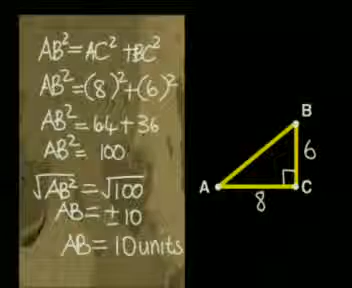 AB² = AC² + BC²
AB² = (8)² + (6)²
AB² = 64 + 36
AB² = 100
√AB² = √100
AB = ± 10
AB = 10 units
B
6
A
C
8